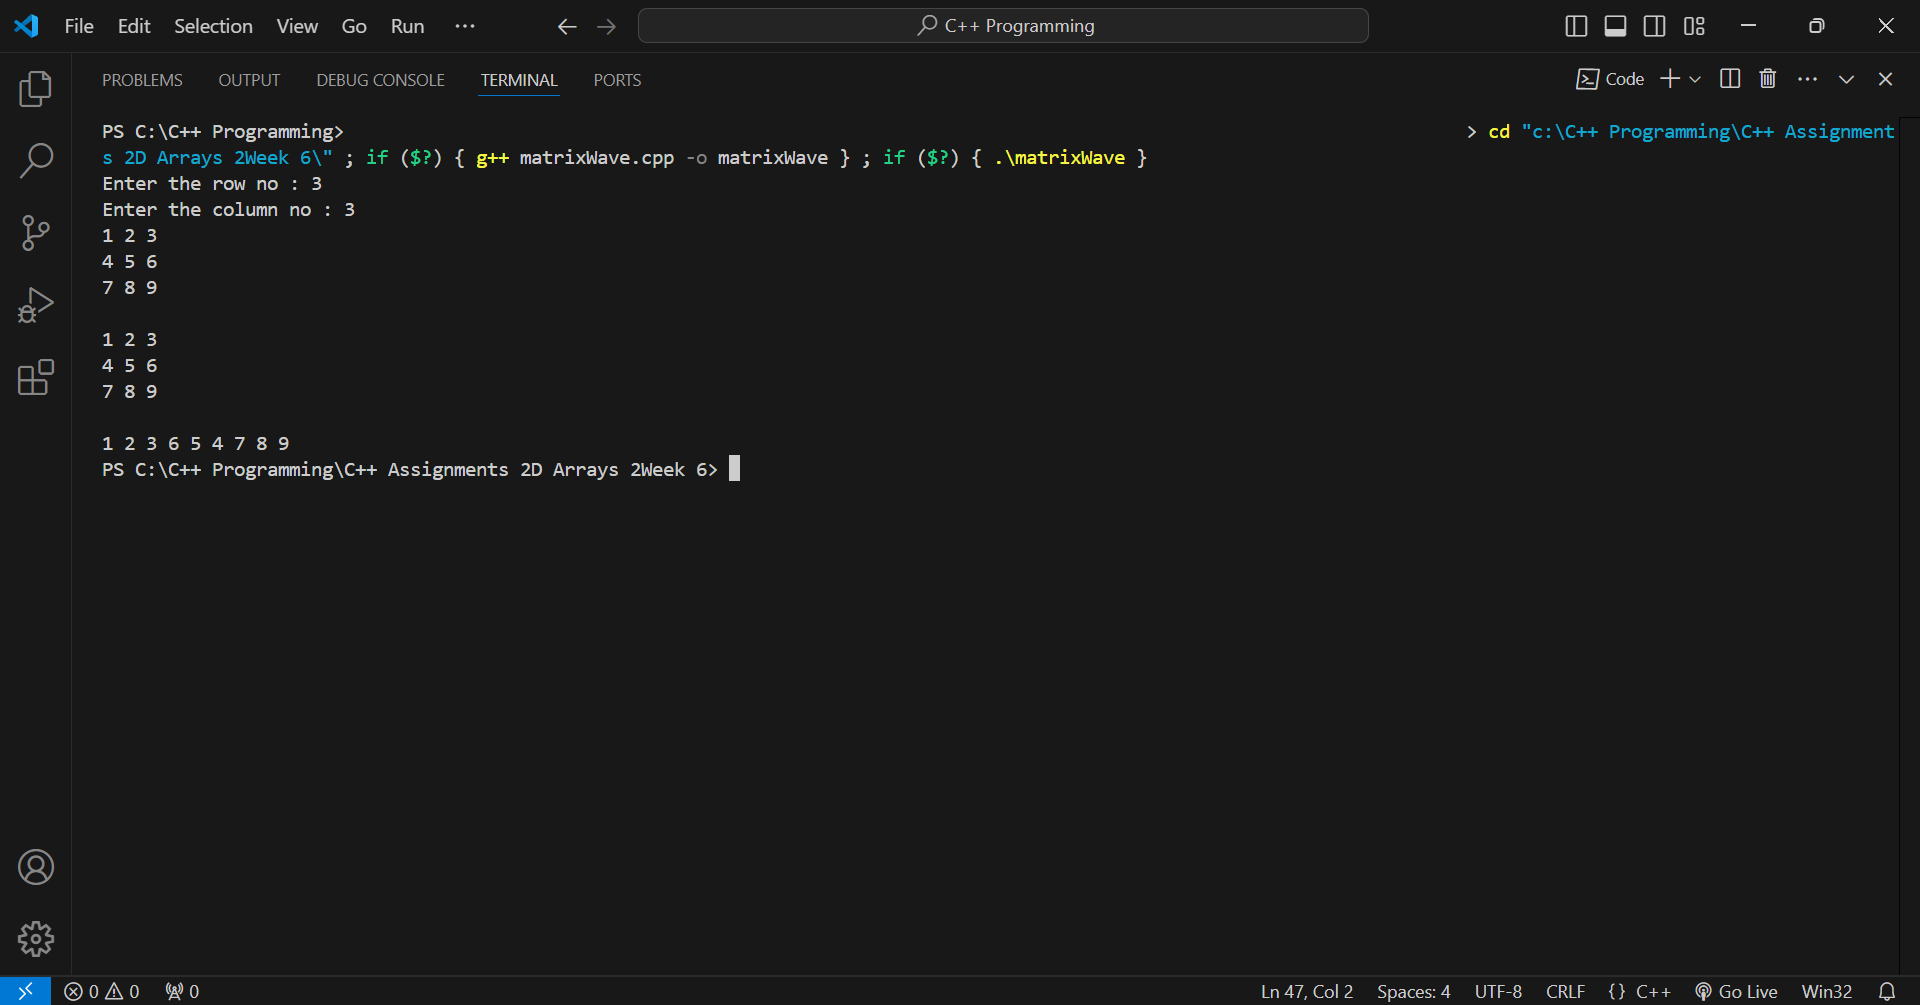 File Edit Selection View Go Run ··· C++ Programming
PROBLEMS OUTPUT DEBUG CONSOLE TERMINAL PORTS Code
PS C:\C++ Programming> > cd "c:\C++ Programming\C++ Assignment
s 2D Arrays 2Week 6\" ; if ($?) { g++ matrixWave.cpp -o matrixWave } ; if ($?) { .\matrixWave }
Enter the row no : 3
Enter the column no : 3
1 2 3
4 5 6
7 8 9
1 2 3
4 5 6
7 8 9
1 2 3 6 5 4 7 8 9
PS C:\C++ Programming\C++ Assignments 2D Arrays 2Week 6>
0 0 0 Ln 47, Col 2 Spaces: 4 UTF-8 CRLF {} C++ Go Live Win32